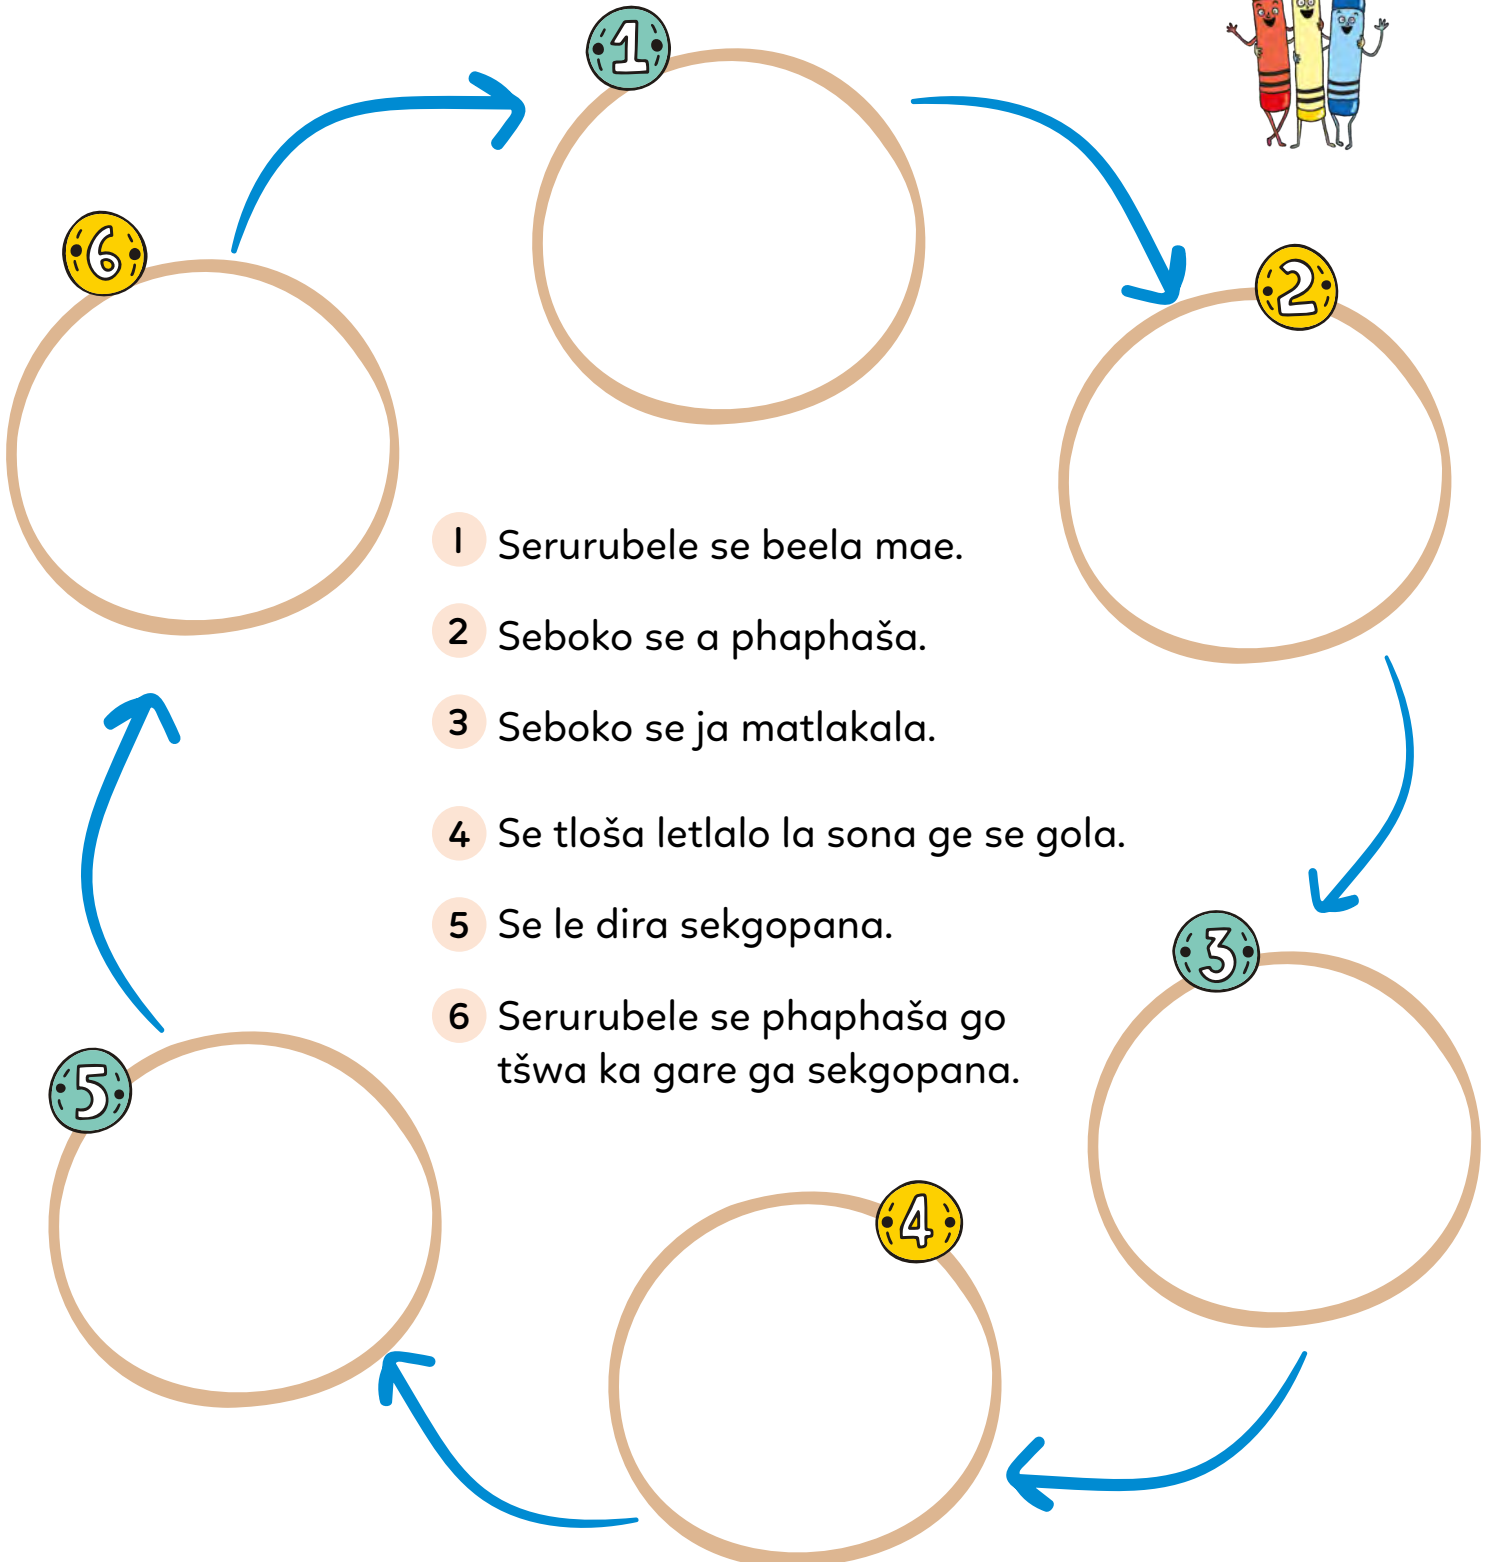 1
6
2
1 Serurubele se beela mae.
2 Seboko se a phaphaša.
3 Seboko se ja matlakala.
4 Se tloša letlalo la sona ge se gola.
5 Se le dira sekgopana.
6 Serurubele se phaphaša go
tšwa ka gare ga sekgopana.
3
5
4